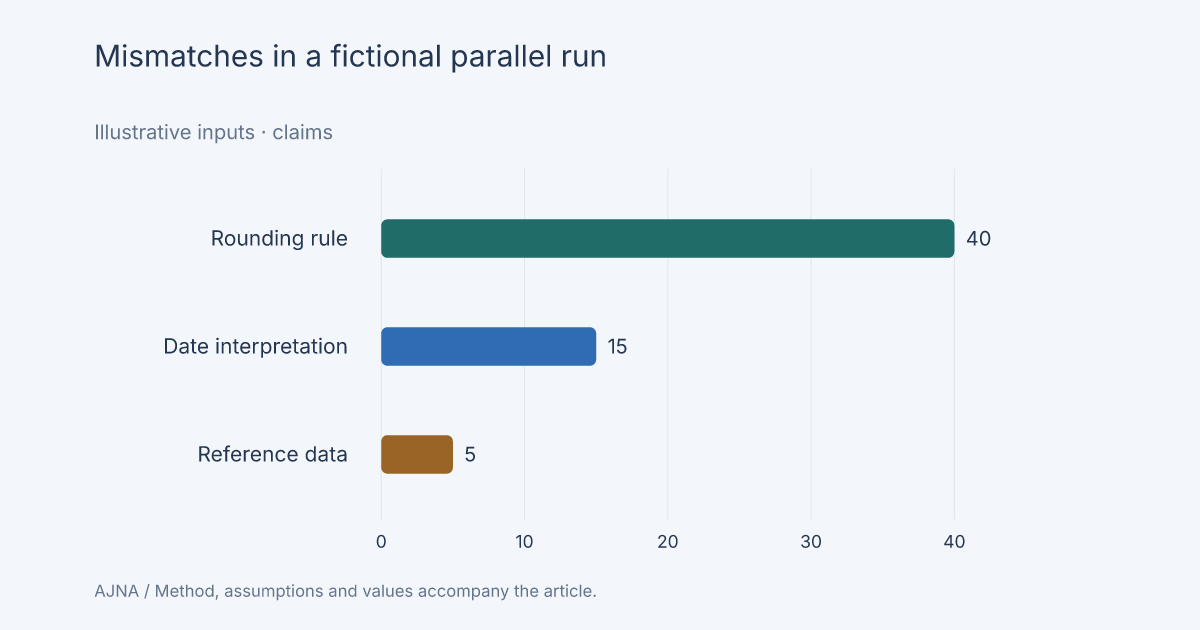 Mismatches in a fictional parallel run
Illustrative inputs · claims
Rounding rule
40
Date interpretation
15
Reference data
5
0 10 20 30 40
AJNA / Method, assumptions and values accompany the article.